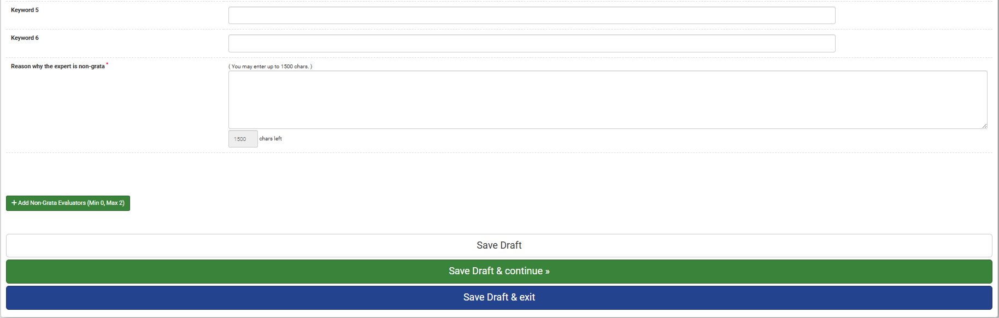 Keyword 5
Keyword 6
Reason why the expert is non-grata *
( You may enter up to 1500 chars. )
1500 chars left
+ Add Non-Grata Evaluators (Min 0, Max 2)
Save Draft
Save Draft & continue »
Save Draft & exit